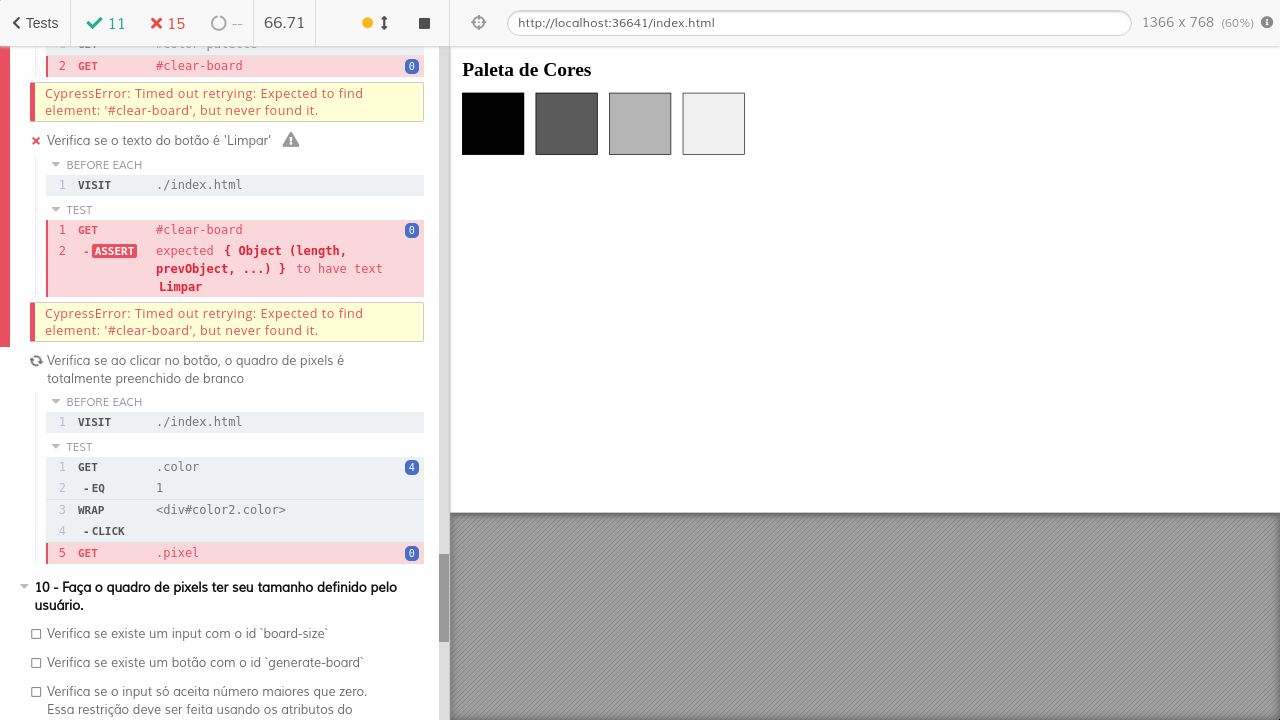 Tests 11 15 -- 66.71 http://localhost:36641/index.html 1366 x 768 (60%)
1 GET #color-palette
2 GET #clear-board 0
CypressError: Timed out retrying: Expected to find
element: '#clear-board', but never found it.
Verifica se o texto do botão é 'Limpar'
BEFORE EACH
1 VISIT ./index.html
TEST
1 GET #clear-board 0
2 -ASSERT expected { Object (length,
prevObject, ...) } to have text
Limpar
CypressError: Timed out retrying: Expected to find
element: '#clear-board', but never found it.
Verifica se ao clicar no botão, o quadro de pixels é
totalmente preenchido de branco
BEFORE EACH
1 VISIT ./index.html
TEST
1 GET .color 4
2 -EQ 1
3 WRAP <div#color2.color>
4 -CLICK
5 GET .pixel 0
10 - Faça o quadro de pixels ter seu tamanho definido pelo
usuário.
Verifica se existe um input com o id `board-size`
Verifica se existe um botão com o id `generate-board`
Verifica se o input só aceita número maiores que zero.
Essa restrição deve ser feita usando os atributos do
Paleta de Cores